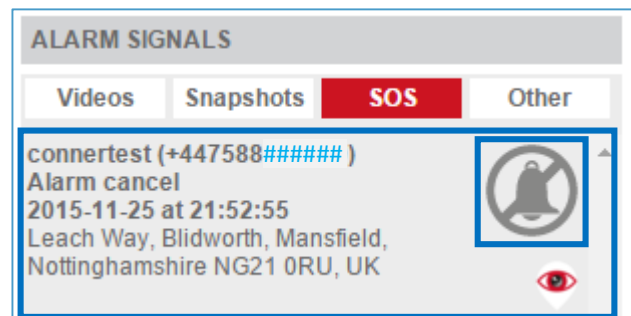 ALARM SIGNALS
Videos Snapshots SOS Other
connertest (+447588###### )
Alarm cancel
2015-11-25 at 21:52:55
Leach Way, Blidworth, Mansfield,
Nottinghamshire NG21 0RU, UK